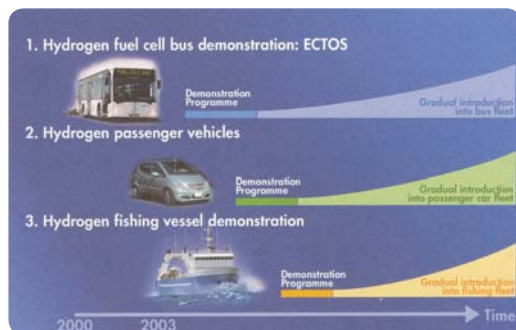 1. Hydrogen fuel cell bus demonstration: ECTOS
Demonstration
Programme
Gradual introduction
into bus fleet
2. Hydrogen passenger vehicles
Demonstration
Programme
Gradual introduction
into passenger car fleet
3. Hydrogen fishing vessel demonstration
Demonstration
Programme
Gradual introduction
into fishing fleet
Time
2000
2003